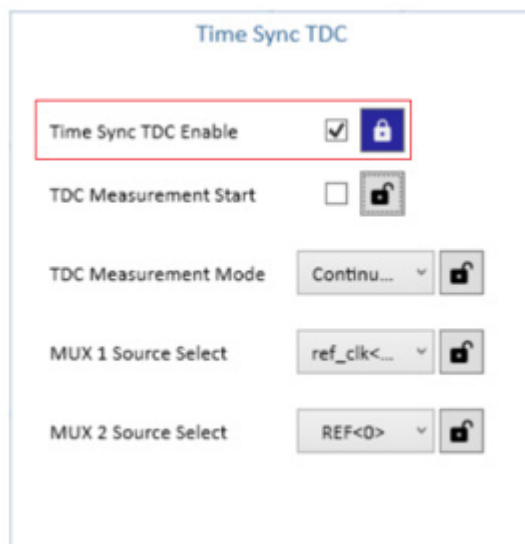 Time Sync TDC
Time Sync TDC Enable
TDC Measurement Start
TDC Measurement Mode Continu...
MUX 1 Source Select ref_clk<...
MUX 2 Source Select REF<0>